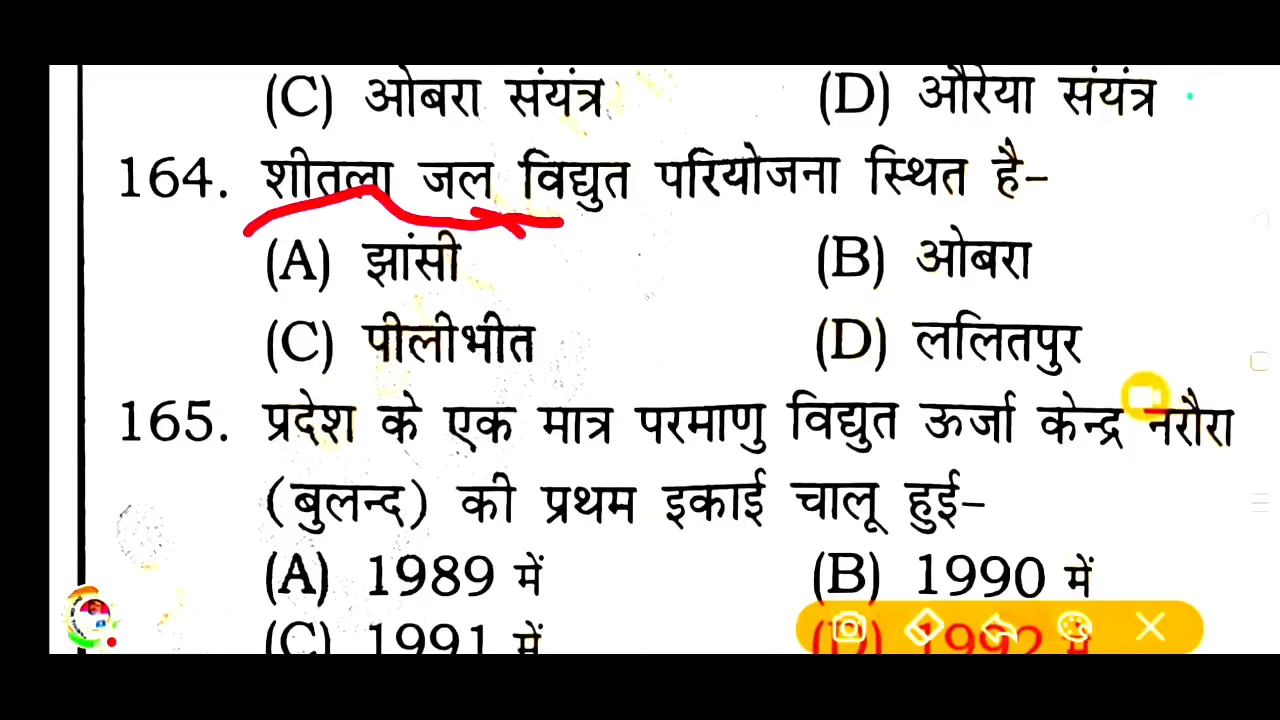 (C) ओबरा संयंत्र (D) औरेया संयंत्र
164. शीतला जल विद्युत परियोजना स्थित है–
(A) झांसी (B) ओबरा
(C) पीलीभीत (D) ललितपुर
165. प्रदेश के एक मात्र परमाणु विद्युत ऊर्जा केन्द्र नरौरा
(बुलन्द) की प्रथम इकाई चालू हुई–
(A) 1989 में (B) 1990 में
(C) 1991 में (D) 1992 में